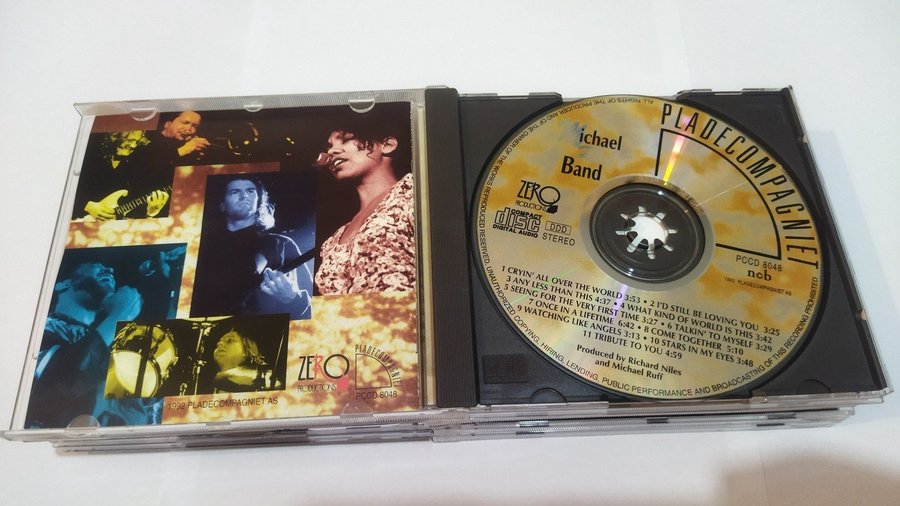 ZERO
PRODUCTIONS
PLADECOMPAGNIET
PCCD 8048
1992 PLADECOMPAGNIET AS
Michael
Band
PLADECOMPAGNIET
ZERO
PRODUCTIONS
COMPACT
disc
DIGITAL AUDIO
DDD
STEREO
PCCD 8048
ncb
1992 PLADECOMPAGNIET AS
1 CRYIN' ALL OVER THE WORLD 3:53 • 2 I'D STILL BE LOVING YOU 3:25
3 ANY LESS THAN THIS 4:37 • 4 WHAT KIND OF WORLD IS THIS 3:42
5 SEEING FOR THE VERY FIRST TIME 3:27 • 6 TALKIN' TO MYSELF 3:29
7 ONCE IN A LIFETIME 6:42 • 8 COME TOGETHER 5:10
9 WATCHING LIKE ANGELS 3:13 • 10 STARS IN MY EYES 3:48
11 TRIBUTE TO YOU 4:59
Produced by Richard Niles
and Michael Ruff
ALL RIGHTS OF THE PRODUCER AND OF THE OWNER OF THE WORKS REPRODUCED RESERVED. UNAUTHORIZED COPYING, HIRING, LENDING, PUBLIC PERFORMANCE AND BROADCASTING OF THIS RECORDING PROHIBITED